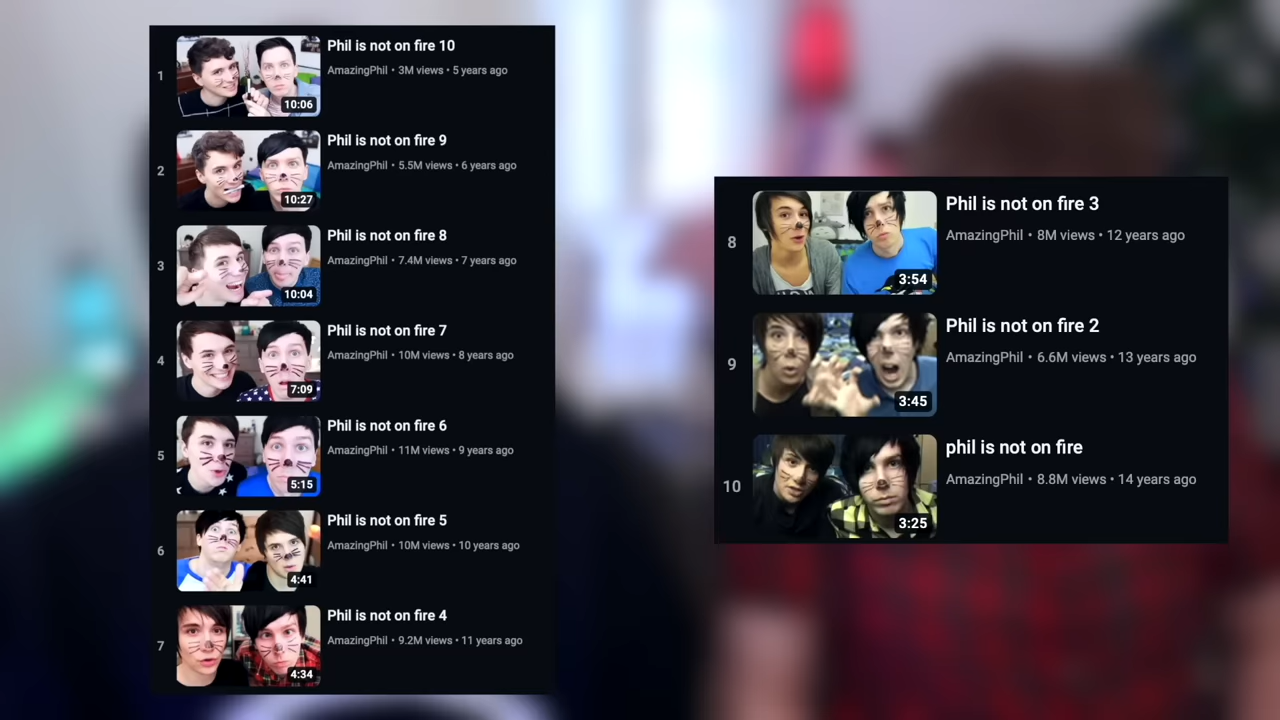 1
10:06
Phil is not on fire 10
AmazingPhil • 3M views • 5 years ago
2
10:27
Phil is not on fire 9
AmazingPhil • 5.5M views • 6 years ago
3
10:04
Phil is not on fire 8
AmazingPhil • 7.4M views • 7 years ago
4
7:09
Phil is not on fire 7
AmazingPhil • 10M views • 8 years ago
5
5:15
Phil is not on fire 6
AmazingPhil • 11M views • 9 years ago
6
4:41
Phil is not on fire 5
AmazingPhil • 10M views • 10 years ago
7
4:34
Phil is not on fire 4
AmazingPhil • 9.2M views • 11 years ago
8
3:54
Phil is not on fire 3
AmazingPhil • 8M views • 12 years ago
9
3:45
Phil is not on fire 2
AmazingPhil • 6.6M views • 13 years ago
10
3:25
phil is not on fire
AmazingPhil • 8.8M views • 14 years ago